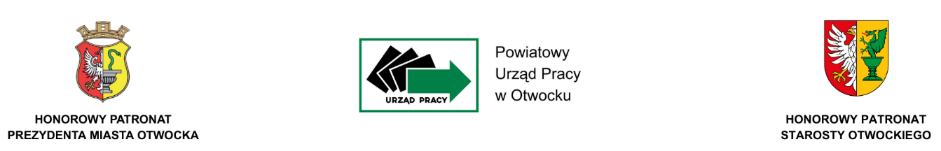 HONOROWY PATRONAT
PREZYDENTA MIASTA OTWOCKA
URZĄD PRACY
Powiatowy
Urząd Pracy
w Otwocku
HONOROWY PATRONAT
STAROSTY OTWOCKIEGO